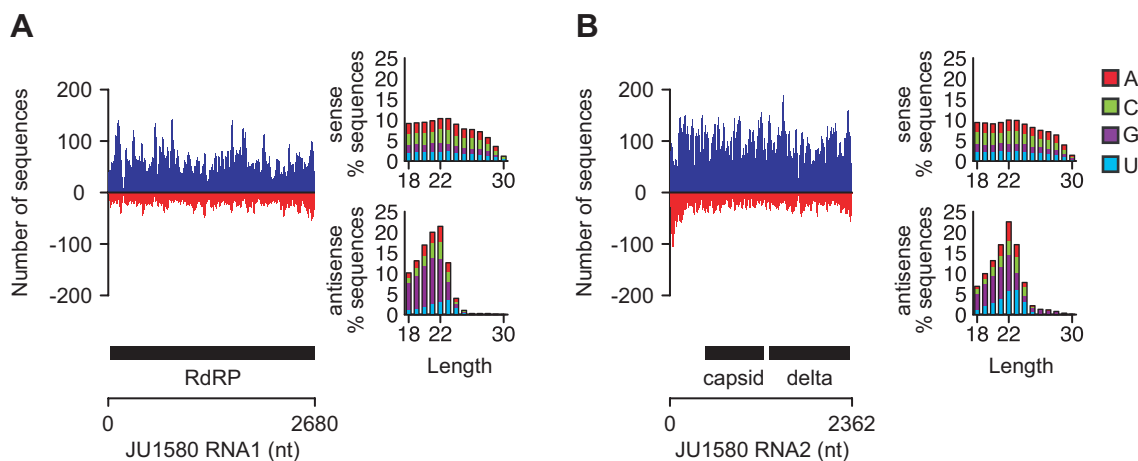 A
Number of sequences
200
100
0
-100
-200
sense
% sequences
25
20
15
10
5
0
18
22
30
antisense
% sequences
25
20
15
10
5
0
18
22
30
Length
RdRP
0
2680
JU1580 RNA1 (nt)
B
Number of sequences
200
100
0
-100
-200
sense
% sequences
25
20
15
10
5
0
18
22
30
antisense
% sequences
25
20
15
10
5
0
18
22
30
Length
capsid
delta
0
2362
JU1580 RNA2 (nt)
A
C
G
U